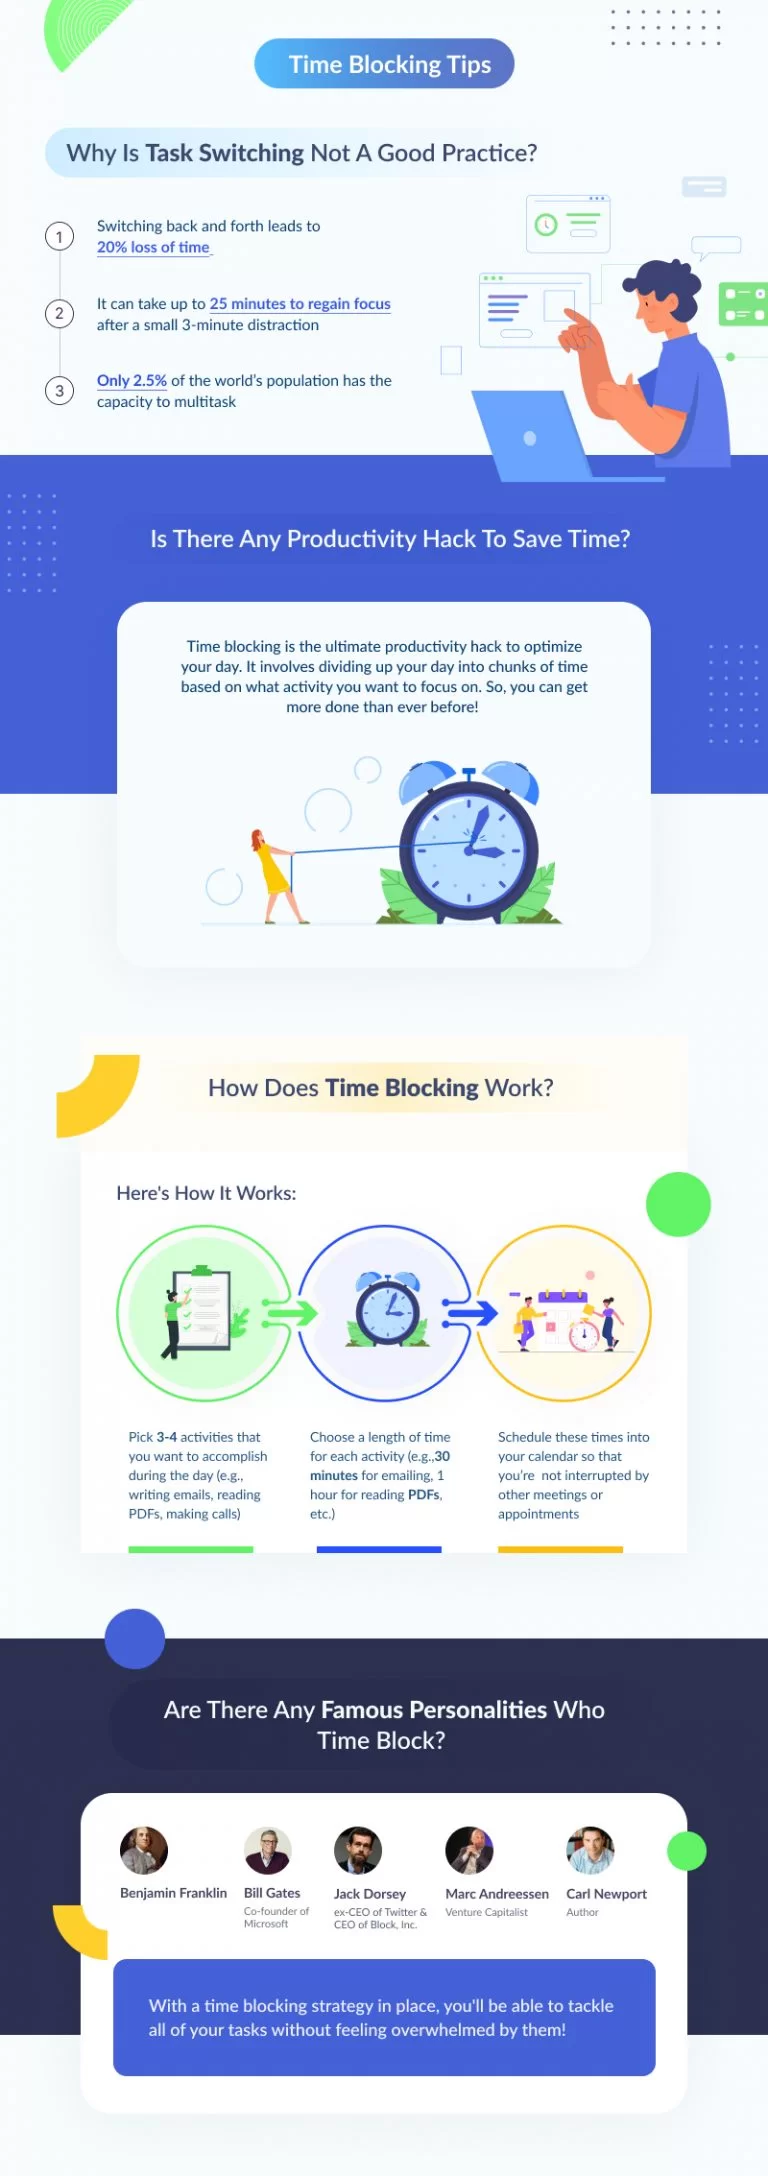 Time Blocking Tips
Why Is Task Switching Not A Good Practice?
1
Switching back and forth leads to
20% loss of time
2
It can take up to 25 minutes to regain focus
after a small 3-minute distraction
3
Only 2.5% of the world's population has the
capacity to multitask
Is There Any Productivity Hack To Save Time?
Time blocking is the ultimate productivity hack to optimize
your day. It involves dividing up your day into chunks of time
based on what activity you want to focus on. So, you can get
more done than ever before!
How Does Time Blocking Work?
Here's How It Works:
Pick 3-4 activities that
you want to accomplish
during the day (e.g.,
writing emails, reading
PDFs, making calls)
Choose a length of time
for each activity (e.g.,30
minutes for emailing, 1
hour for reading PDFs,
etc.)
Schedule these times into
your calendar so that
you're  not interrupted by
other meetings or
appointments
Are There Any Famous Personalities Who
Time Block?
Benjamin Franklin
Bill Gates
Co-founder of
Microsoft
Jack Dorsey
ex-CEO of Twitter &
CEO of Block, Inc.
Marc Andreessen
Venture Capitalist
Carl Newport
Author
With a time blocking strategy in place, you'll be able to tackle
all of your tasks without feeling overwhelmed by them!